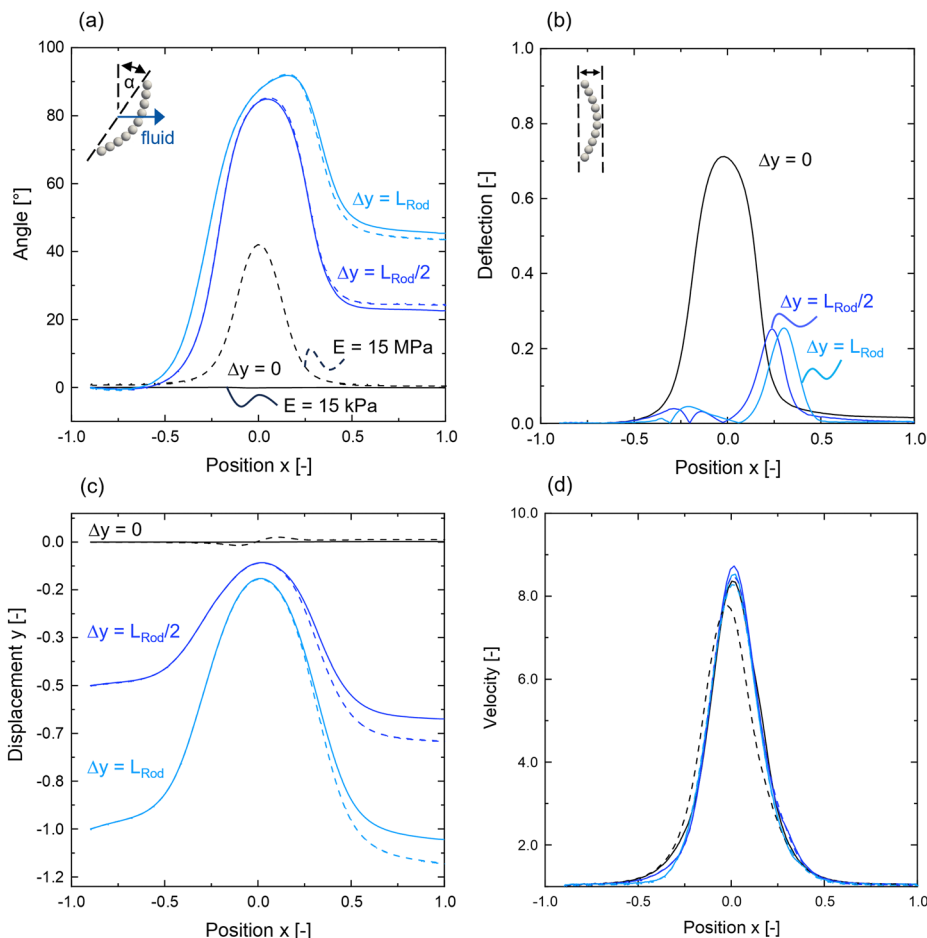 (a)
100
80
60
40
20
0
Angle [°]
α
fluid
Δy = L_Rod
Δy = L_Rod/2
E = 15 MPa
Δy = 0
E = 15 kPa
-1.0 -0.5 0.0 0.5 1.0
Position x [-]
(b)
1.0
0.8
0.6
0.4
0.2
0.0
Deflection [-]
Δy = 0
Δy = L_Rod/2
Δy = L_Rod
-1.0 -0.5 0.0 0.5 1.0
Position x [-]
(c)
0.0
-0.1
-0.3
-0.4
-0.5
-0.7
-0.8
-1.0
-1.1
-1.2
Displacement y [-]
Δy = 0
Δy = L_Rod/2
Δy = L_Rod
-1.0 -0.5 0.0 0.5 1.0
Position x [-]
(d)
10.0
8.0
6.0
4.0
2.0
Velocity [-]
-1.0 -0.5 0.0 0.5 1.0
Position x [-]